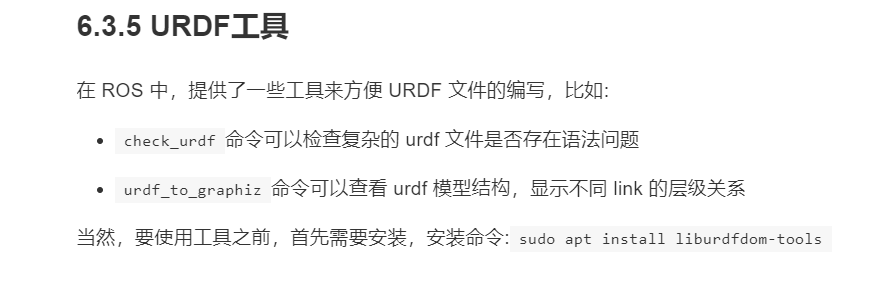 6.3.5 URDF工具
在 ROS 中，提供了一些工具来方便 URDF 文件的编写，比如:
• check_urdf 命令可以检查复杂的 urdf 文件是否存在语法问题
• urdf_to_graphiz 命令可以查看 urdf 模型结构，显示不同 link 的层级关系
当然，要使用工具之前，首先需要安装，安装命令: sudo apt install liburdfdom-tools